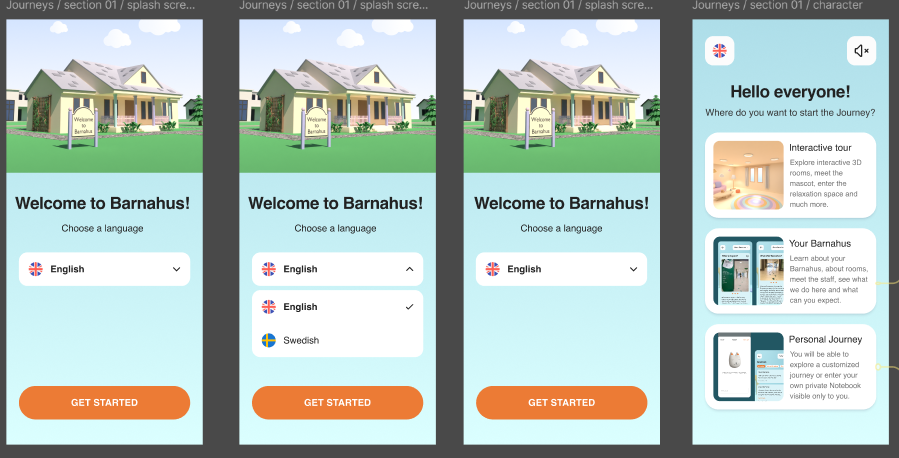 Journeys / section 01 / splash scre...
Journeys / section 01 / splash scre...
Journeys / section 01 / splash scre...
Journeys / section 01 / character
Welcome
to
Barnahus
Welcome to Barnahus!
Choose a language
English
GET STARTED
Welcome
to
Barnahus
Welcome to Barnahus!
Choose a language
English
English
Swedish
GET STARTED
Welcome
to
Barnahus
Welcome to Barnahus!
Choose a language
English
GET STARTED
Hello everyone!
Where do you want to start the Journey?
Interactive tour
Explore interactive 3D
rooms, meet the
mascot, enter the
relaxation space and
much more.
Your Barnahus
Learn about your
Barnahus, about rooms,
meet the staff, see what
we do here and what
can you expect.
Personal Journey
You will be able to
explore a customized
journey or enter your
own private Notebook
visible only to you.